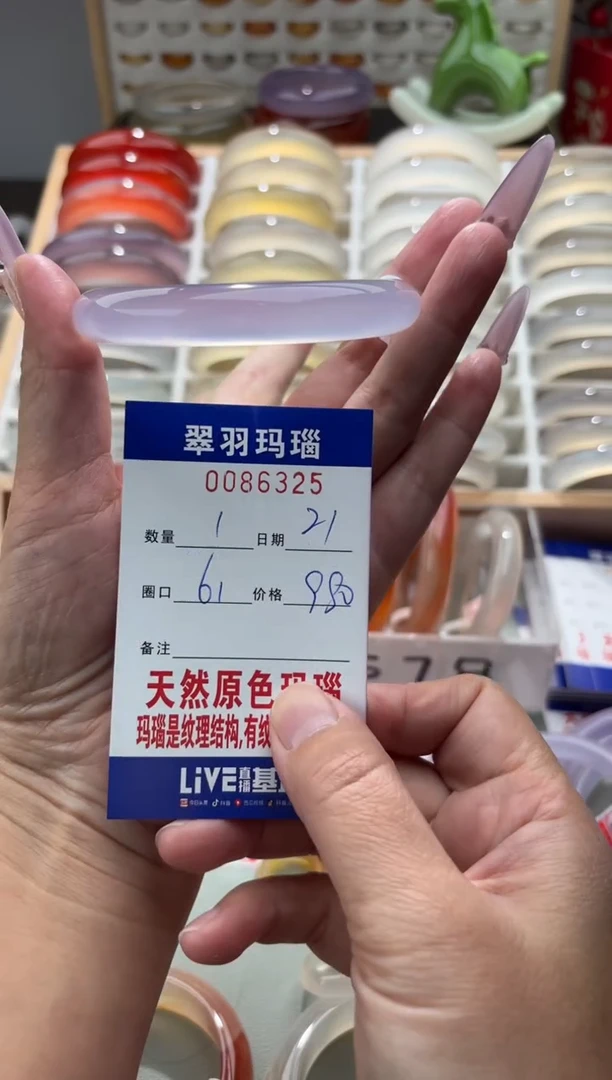 翠羽玛瑙
0086325
数量 1 日期 21
圈口 61 价格 980
备注
天然原色玛瑙
玛瑙是纹理结构,有纹
LiVE直播基
578